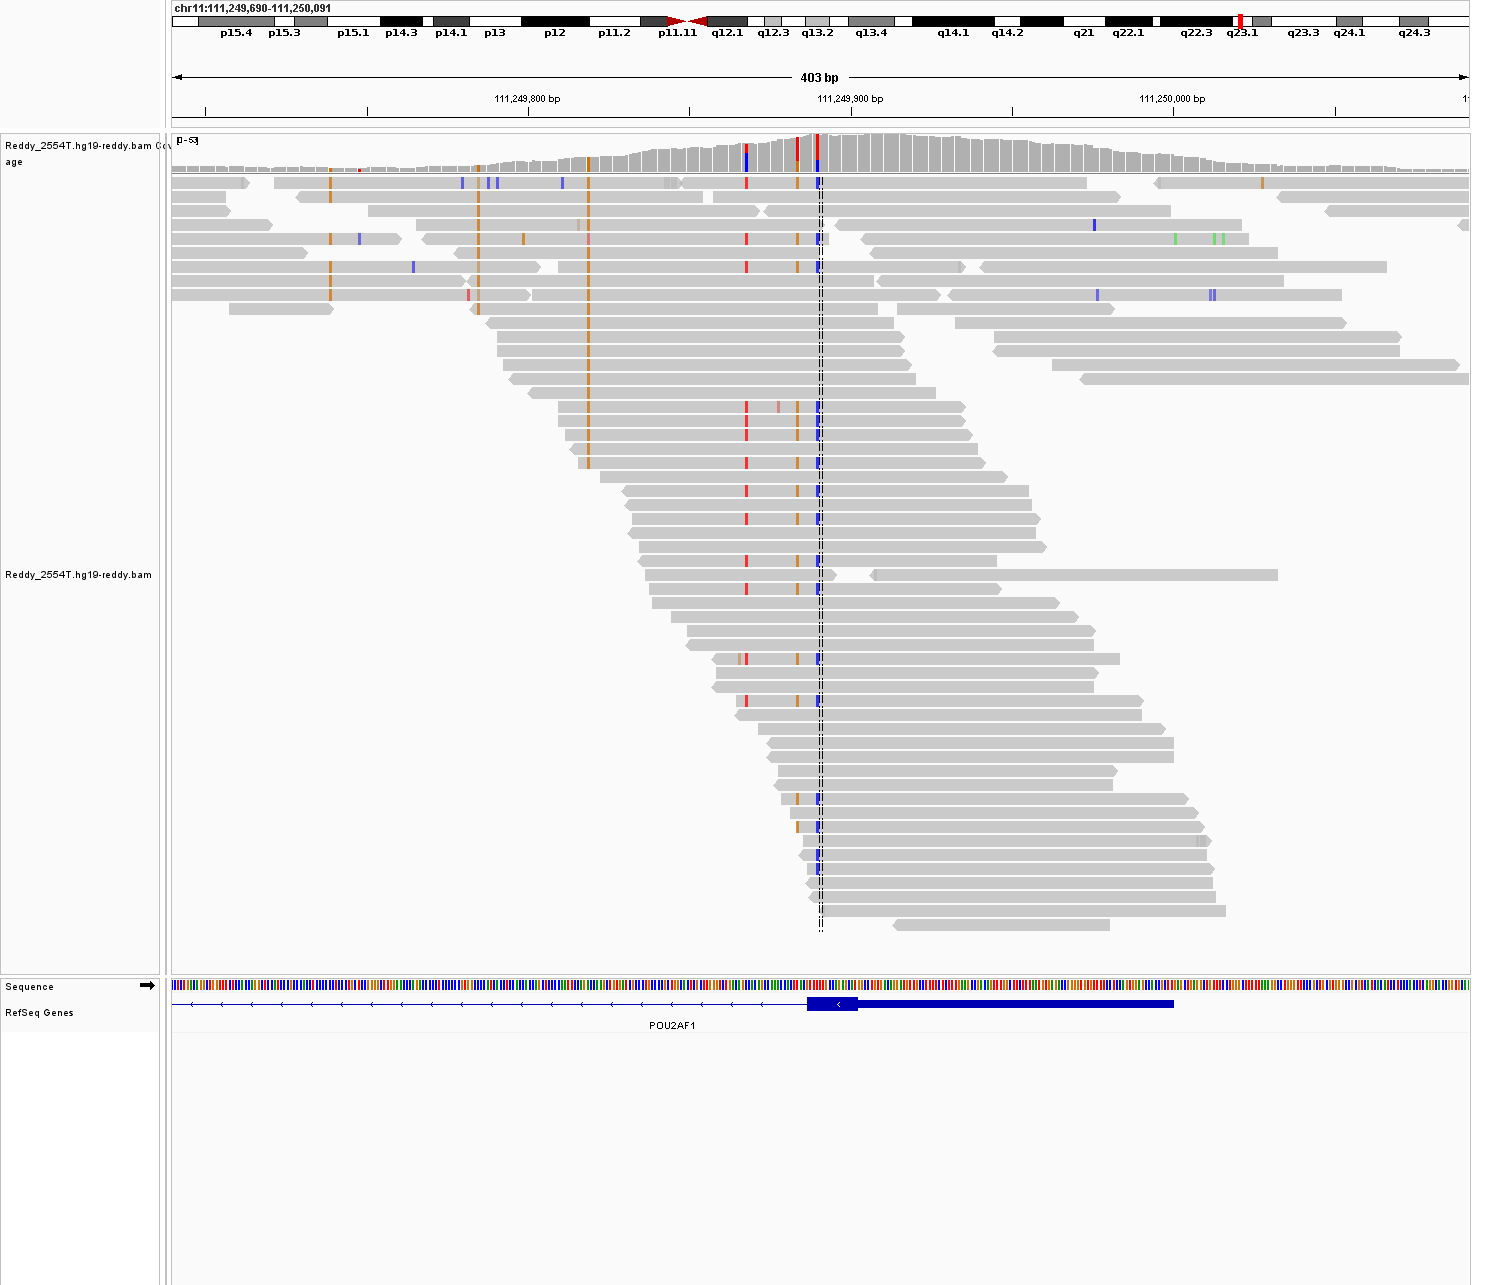 chr11:111,249,690-111,250,091
p15.4 p15.3 p15.1 p14.3 p14.1 p13 p12 p11.2 p11.11 q12.1 q12.3 q13.2 q13.4 q14.1 q14.2 q21 q22.1 q22.3 q23.1 q23.3 q24.1 q24.3
403 bp
111,249,800 bp 111,249,900 bp 111,250,000 bp
Reddy_2554T.hg19-reddy.bam Cov
age
[0-53]
Reddy_2554T.hg19-reddy.bam
Sequence
RefSeq Genes
POU2AF1